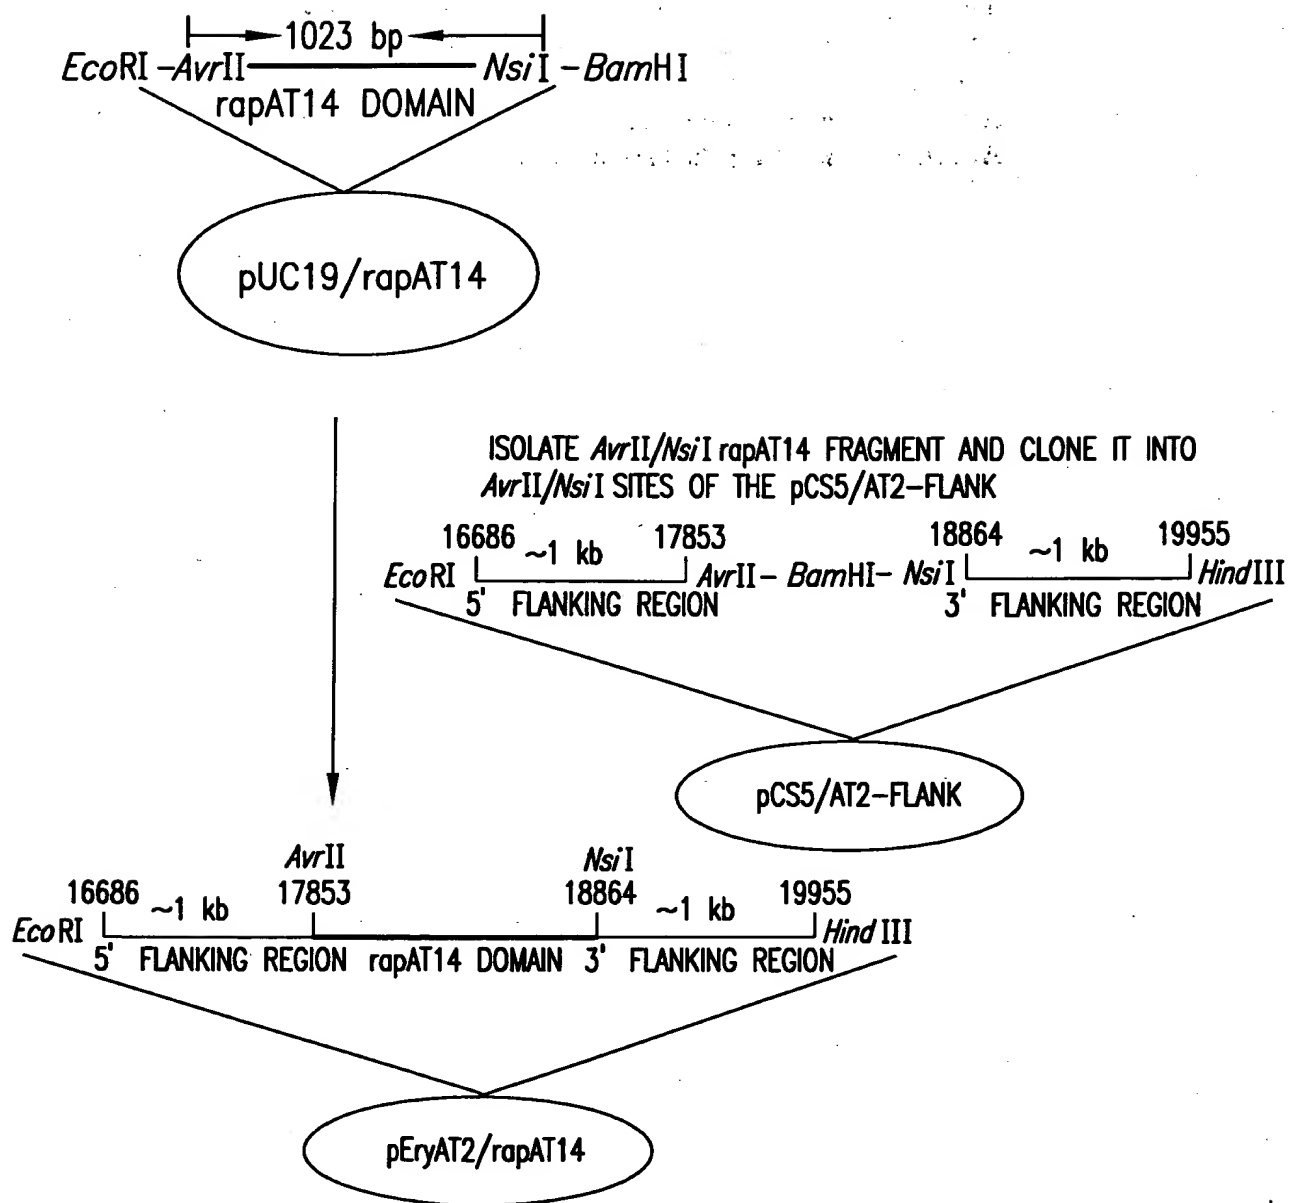 1023 bp
EcoRI-AvrII NsiI-BamHI
rapAT14 DOMAIN
pUC19/rapAT14
ISOLATE AvrII/NsiI rapAT14 FRAGMENT AND CLONE IT INTO
AvrII/NsiI SITES OF THE pCS5/AT2-FLANK
16686 ~1 kb 17853 18864 ~1 kb 19955
EcoRI AvrII- BamHI- NsiI HindIII
5' FLANKING REGION 3' FLANKING REGION
pCS5/AT2-FLANK
AvrII NsiI
16686 ~1 kb 17853 18864 ~1 kb 19955
EcoRI Hind III
5' FLANKING REGION rapAT14 DOMAIN 3' FLANKING REGION
pEryAT2/rapAT14